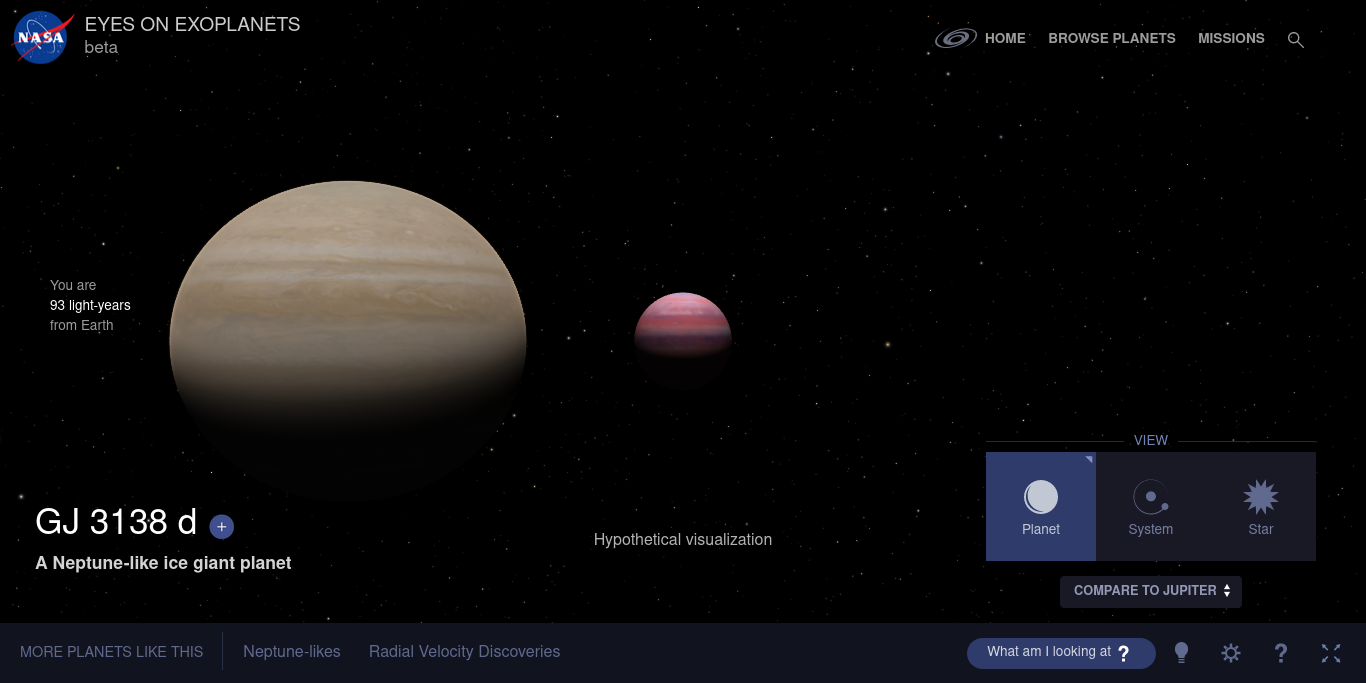 NASA
EYES ON EXOPLANETS
beta
HOME
BROWSE PLANETS
MISSIONS
You are
93 light-years
from Earth
GJ 3138 d +
A Neptune-like ice giant planet
Hypothetical visualization
VIEW
Planet
System
Star
COMPARE TO JUPITER
MORE PLANETS LIKE THIS
Neptune-likes
Radial Velocity Discoveries
What am I looking at ?
?